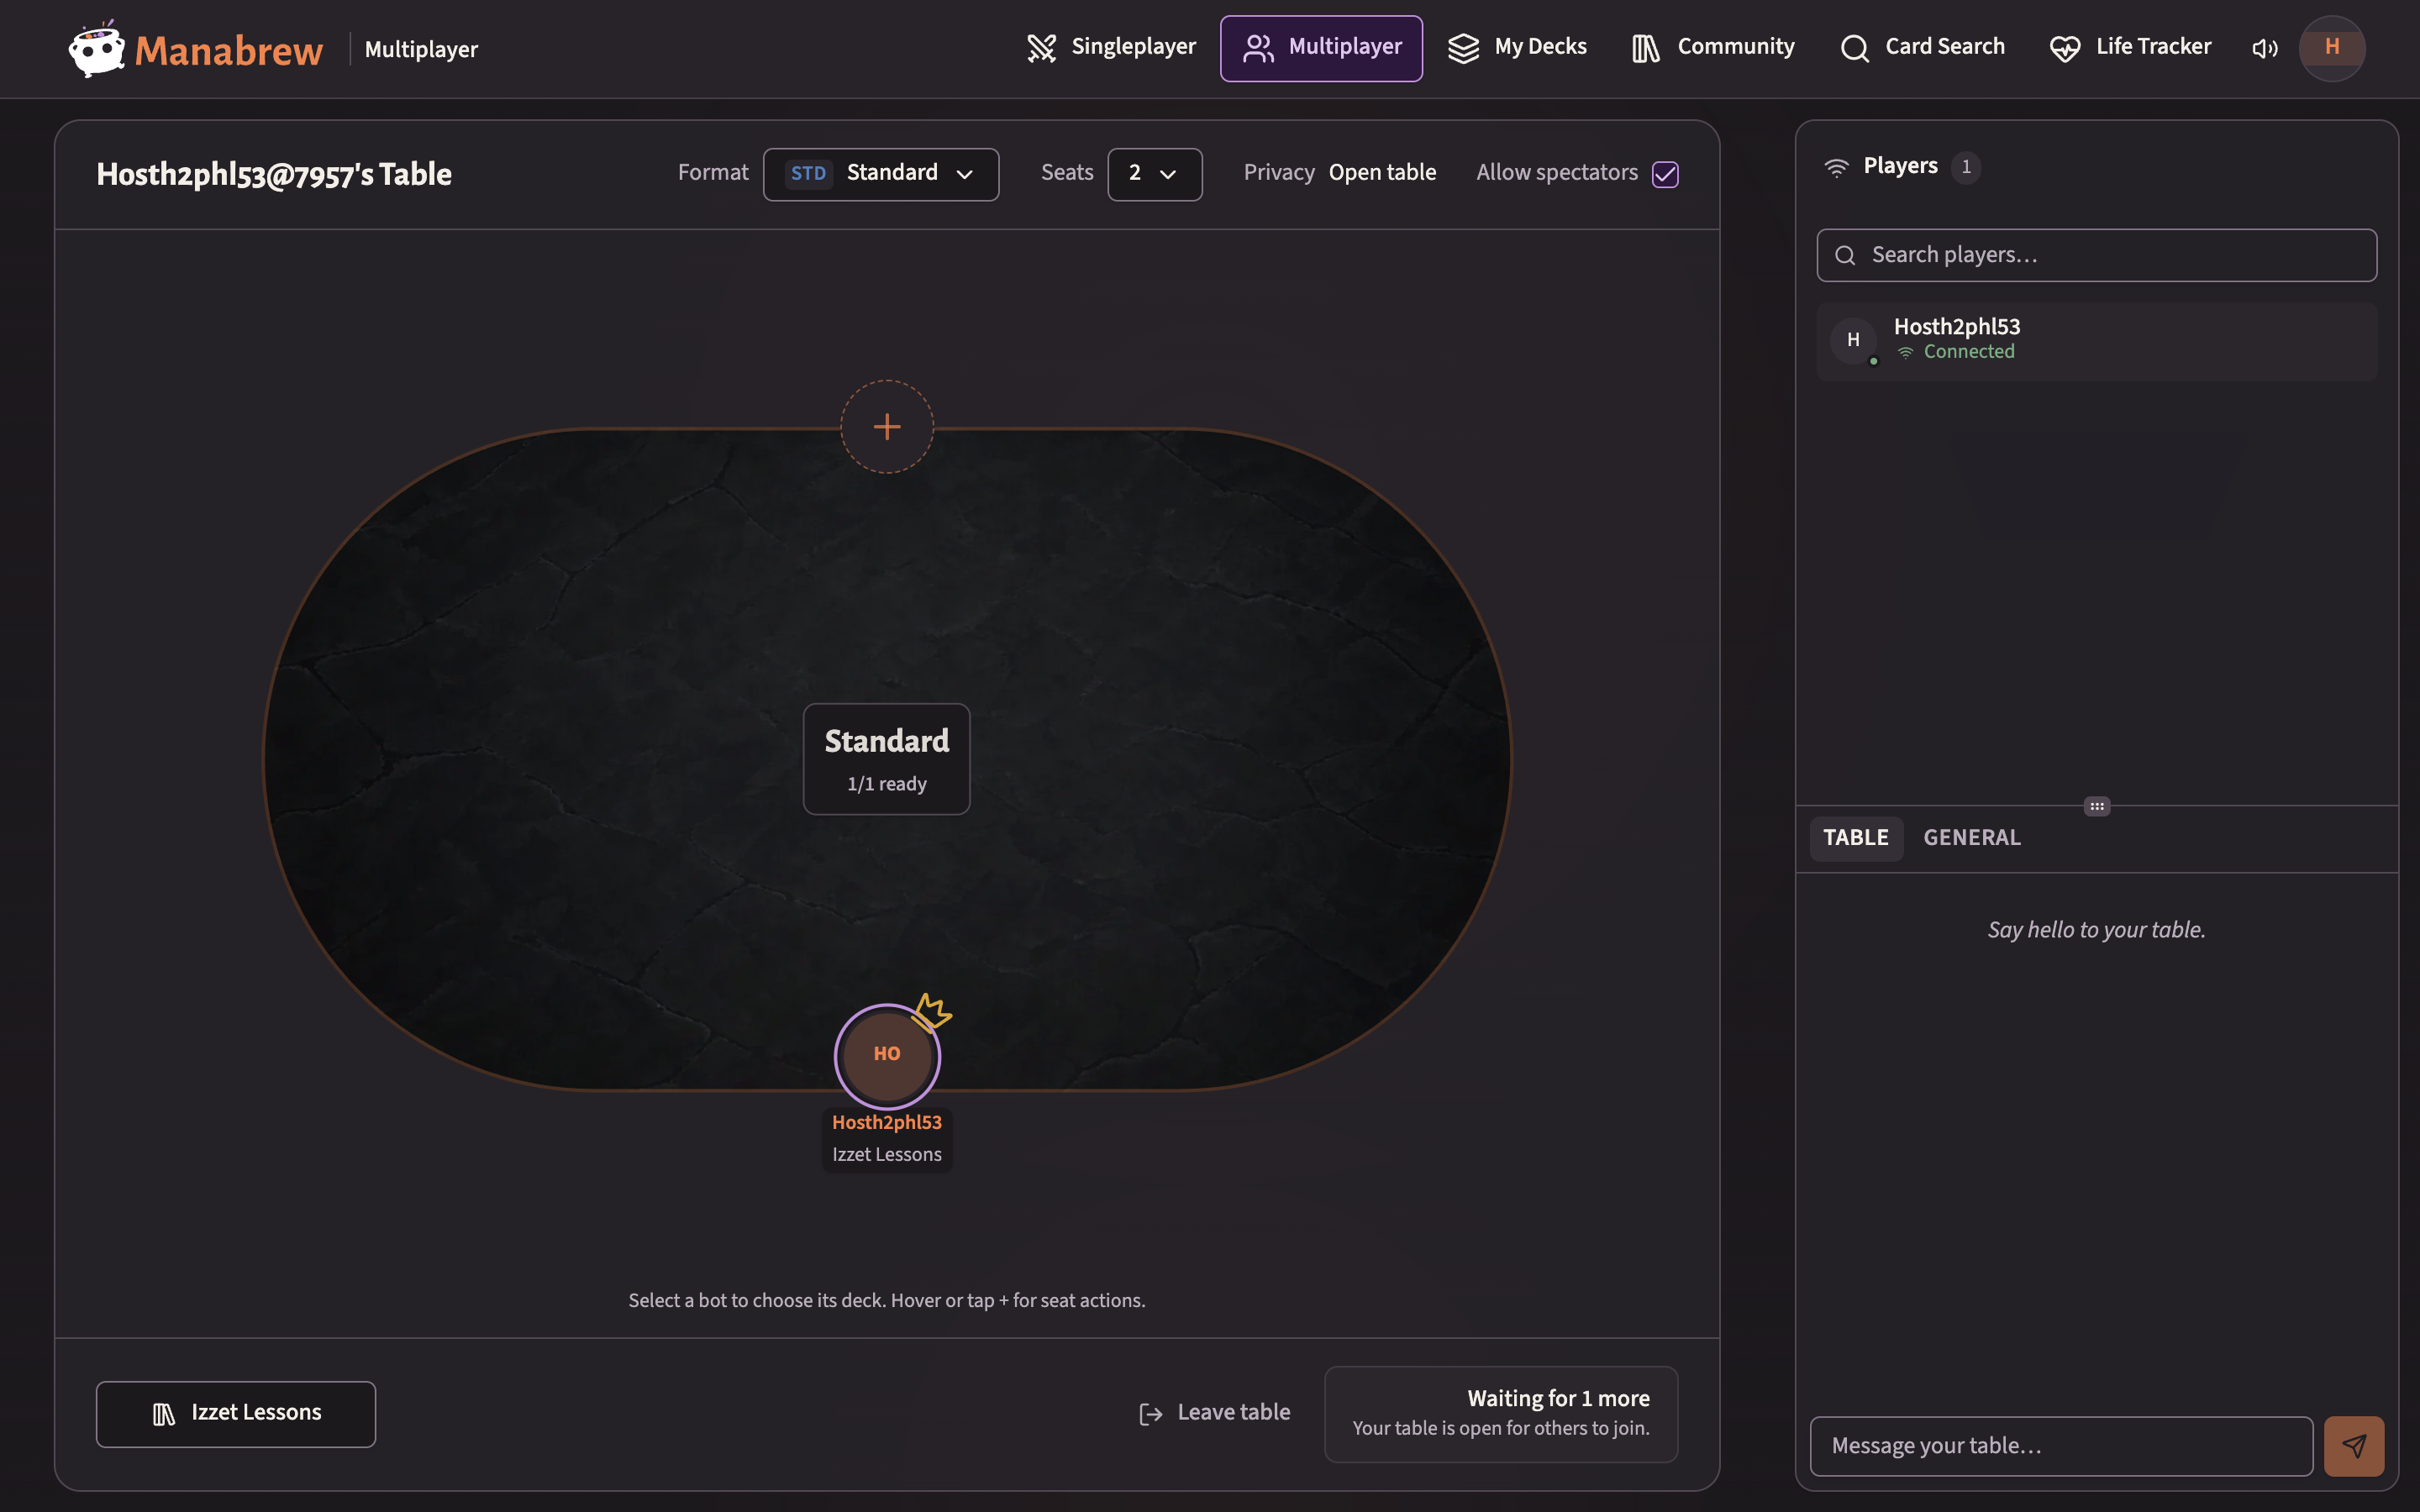 Manabrew
Multiplayer
Singleplayer
Multiplayer
My Decks
Community
Card Search
Life Tracker
H
Hosth2phl53@7957's Table
Format
STD Standard
Seats
2
Privacy Open table
Allow spectators
Standard
1/1 ready
HO
Hosth2phl53
Izzet Lessons
Select a bot to choose its deck. Hover or tap + for seat actions.
Izzet Lessons
Leave table
Waiting for 1 more
Your table is open for others to join.
Players 1
Search players…
H
Hosth2phl53
Connected
TABLE
GENERAL
Say hello to your table.
Message your table…